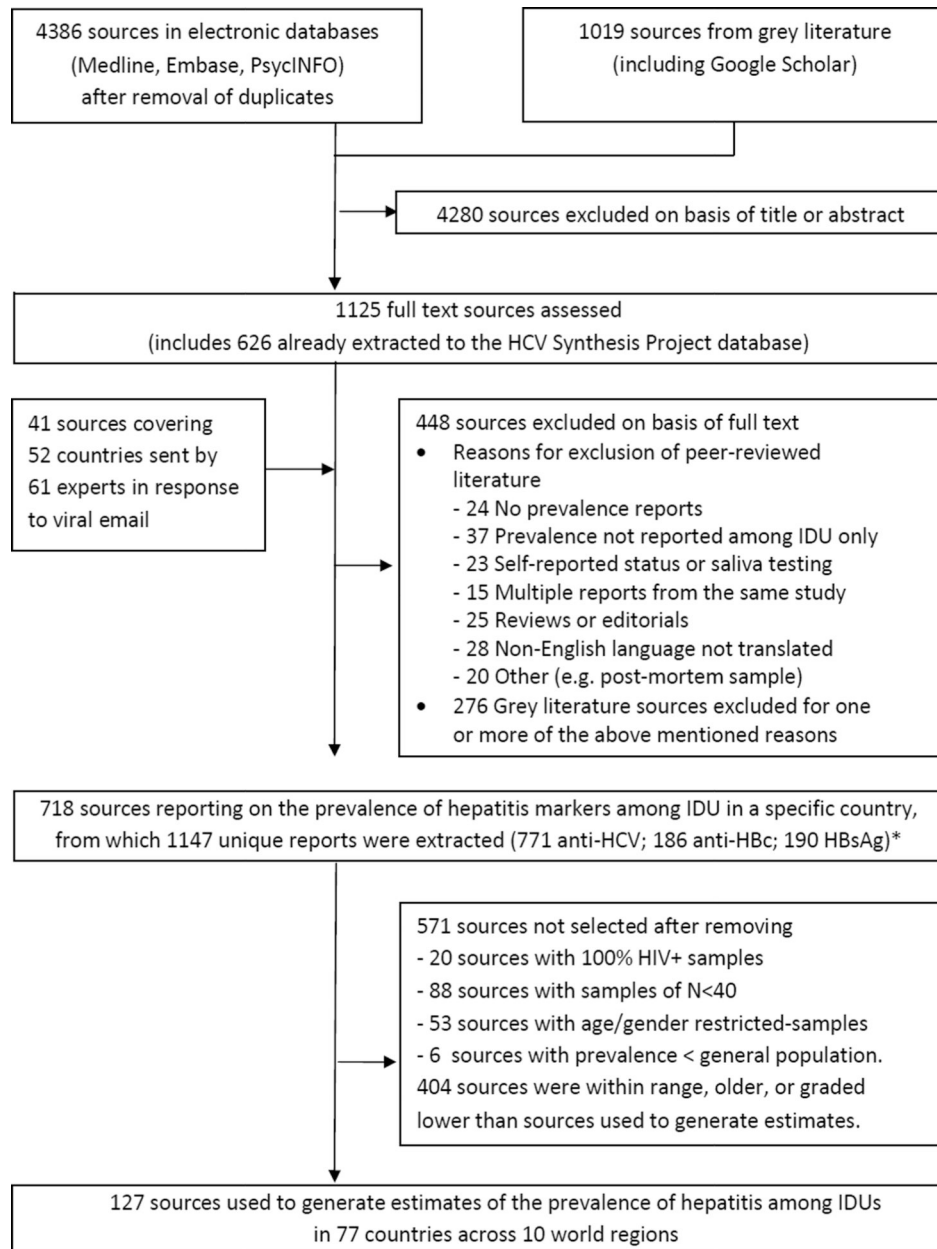 4386 sources in electronic databases
(Medline, Embase, PsycINFO)
after removal of duplicates
1019 sources from grey literature
(including Google Scholar)
4280 sources excluded on basis of title or abstract
1125 full text sources assessed
(includes 626 already extracted to the HCV Synthesis Project database)
41 sources covering
52 countries sent by
61 experts in response
to viral email
448 sources excluded on basis of full text
• Reasons for exclusion of peer-reviewed
literature
- 24 No prevalence reports
- 37 Prevalence not reported among IDU only
- 23 Self-reported status or saliva testing
- 15 Multiple reports from the same study
- 25 Reviews or editorials
- 28 Non-English language not translated
- 20 Other (e.g. post-mortem sample)
• 276 Grey literature sources excluded for one
or more of the above mentioned reasons
718 sources reporting on the prevalence of hepatitis markers among IDU in a specific country,
from which 1147 unique reports were extracted (771 anti-HCV; 186 anti-HBc; 190 HBsAg)*
571 sources not selected after removing
- 20 sources with 100% HIV+ samples
- 88 sources with samples of N<40
- 53 sources with age/gender restricted-samples
- 6 sources with prevalence < general population.
404 sources were within range, older, or graded
lower than sources used to generate estimates.
127 sources used to generate estimates of the prevalence of hepatitis among IDUs
in 77 countries across 10 world regions